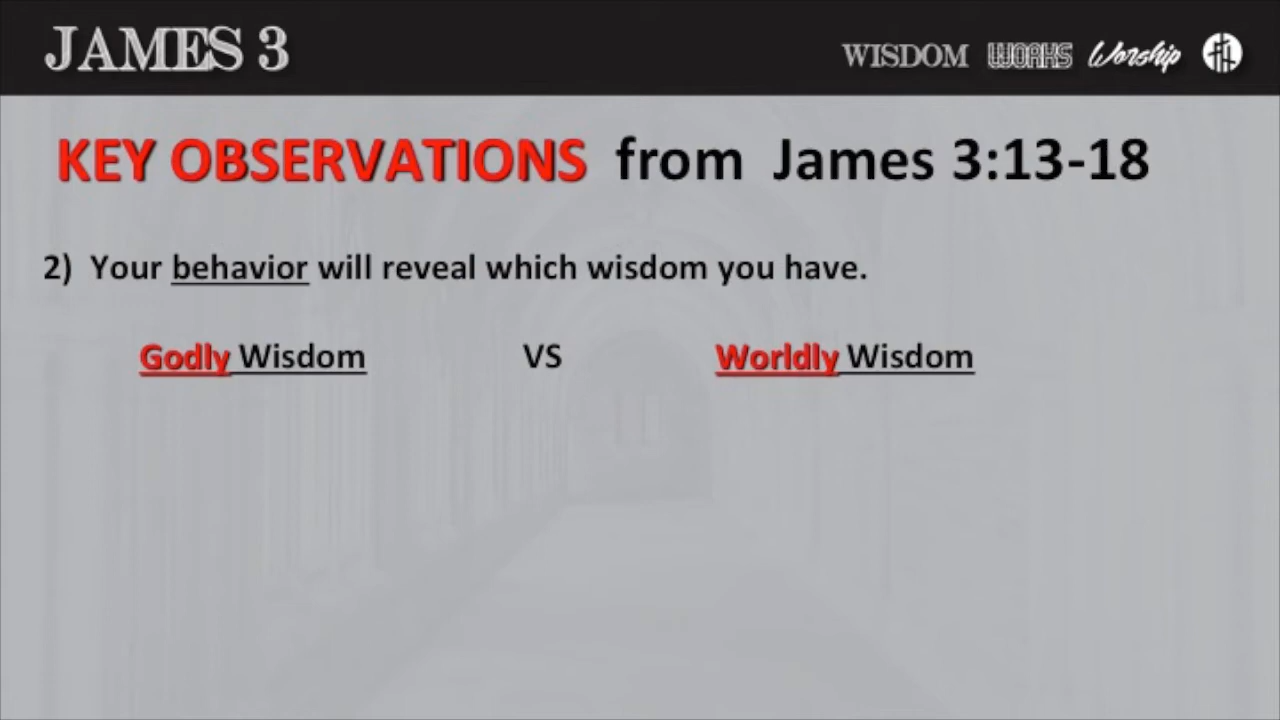 JAMES 3
WISDOM WORKS Worship
KEY OBSERVATIONS from James 3:13-18
2) Your behavior will reveal which wisdom you have.
Godly Wisdom VS Worldly Wisdom